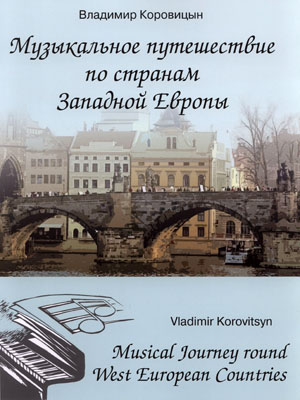 Владимир Коровицын
Музыкальное путешествие
по странам
Западной Европы
Vladimir Korovitsyn
Musical Journey round
West European Countries